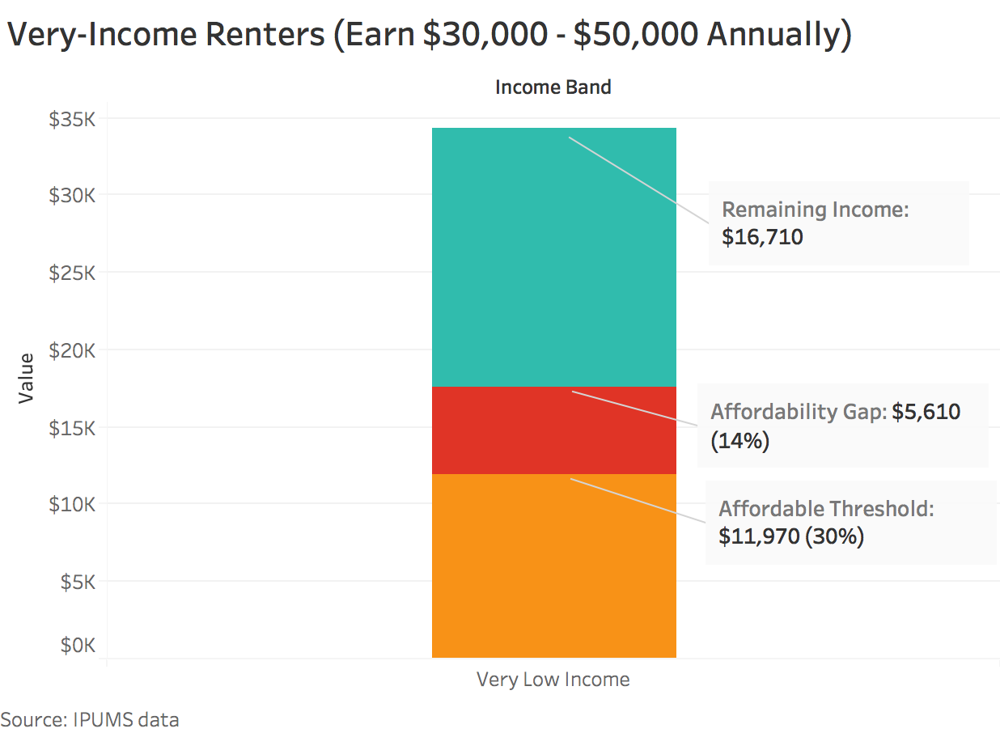 Very-Income Renters (Earn $30,000 - $50,000 Annually)
Income Band
$35K
$30K
$25K
$20K
$15K
$10K
$5K
$0K
Value
Remaining Income:
$16,710
Affordability Gap: $5,610
(14%)
Affordable Threshold:
$11,970 (30%)
Very Low Income
Source: IPUMS data